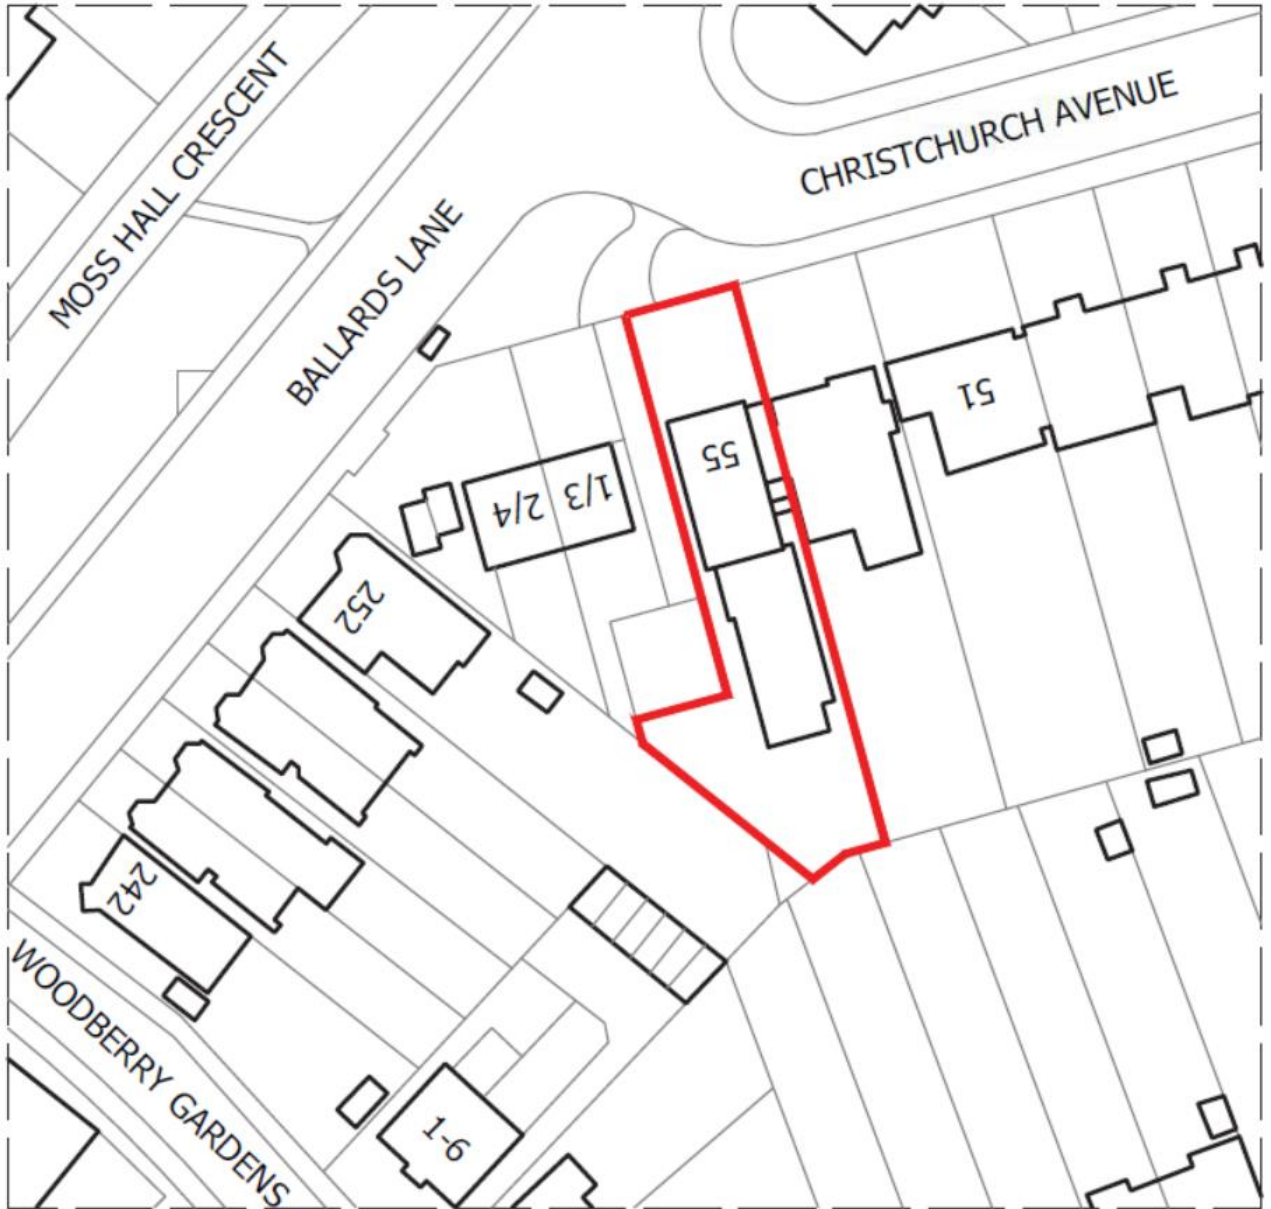 MOSS HALL CRESCENT
CHRISTCHURCH AVENUE
BALLARDS LANE
51
55
1/3
2/4
252
242
WOODBERRY GARDENS
1-6